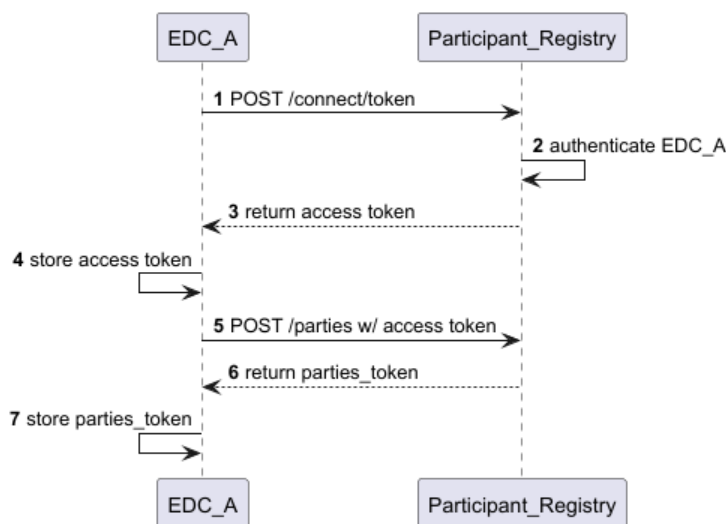 EDC_A
Participant_Registry
1 POST /connect/token
2 authenticate EDC_A
3 return access token
4 store access token
5 POST /parties w/ access token
6 return parties_token
7 store parties_token
EDC_A
Participant_Registry